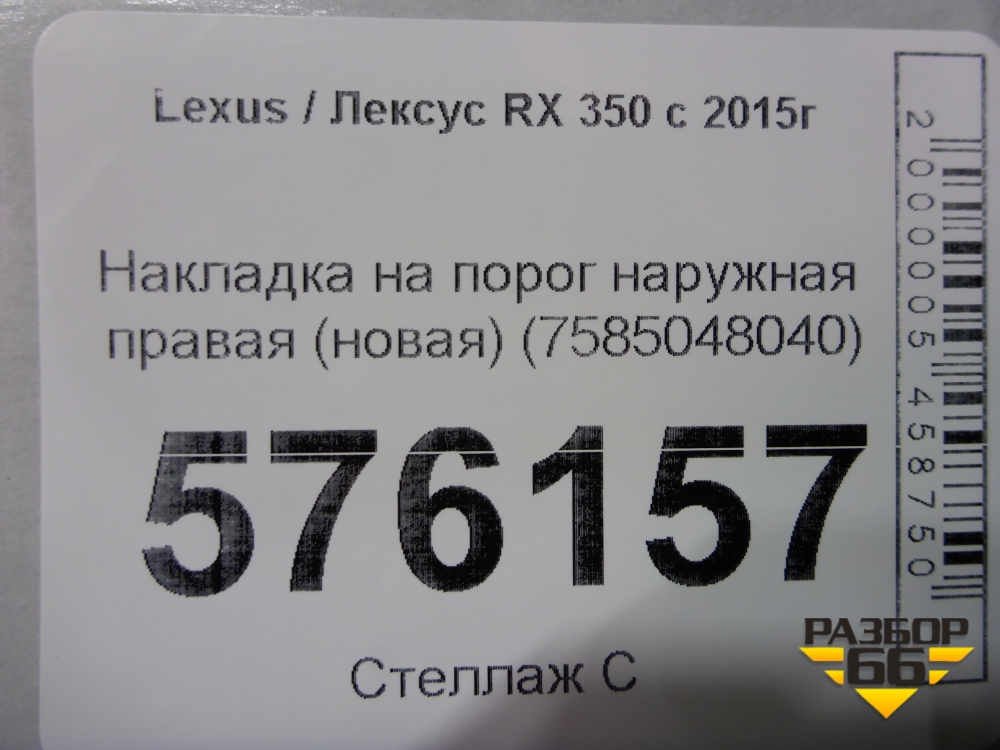 Lexus / Лексус RX 350 с 2015г
Накладка на порог наружная
правая (новая) (7585048040)
576157
Стеллаж С
2000005458750
РАЗБОР
66